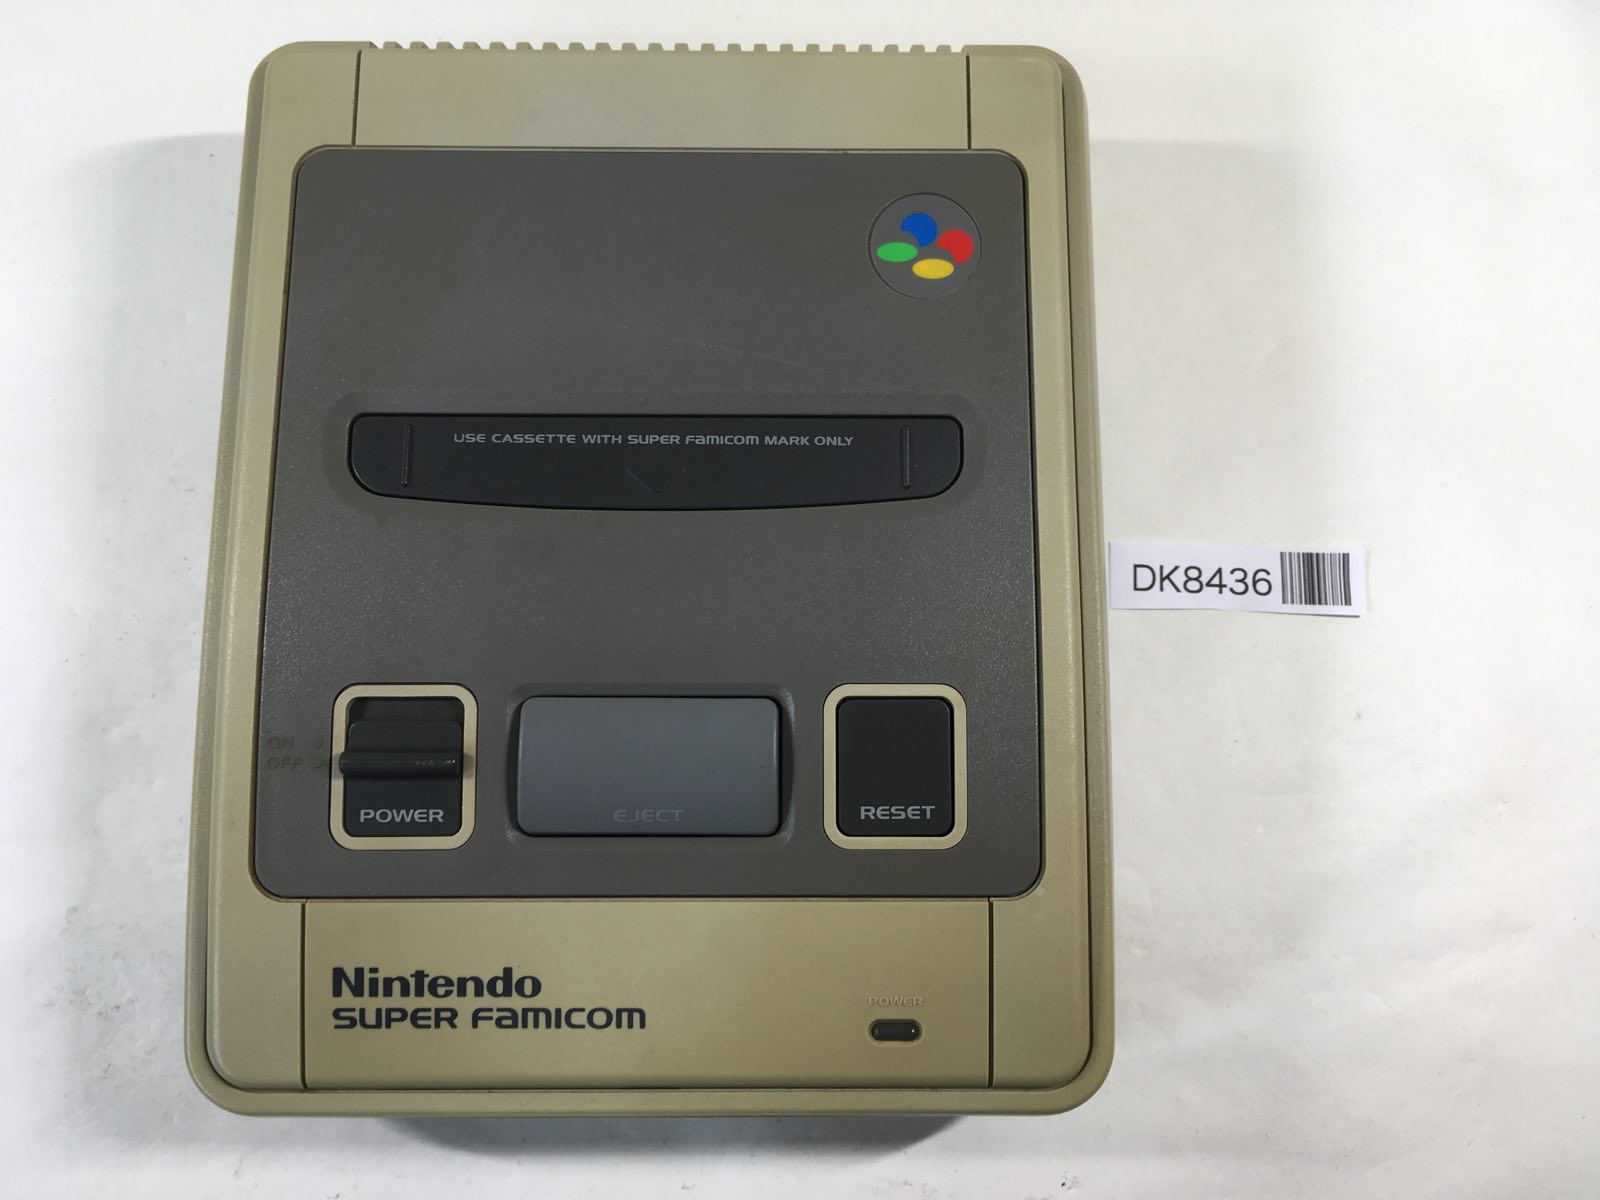 USE CASSETTE WITH SUPER FAMICOM MARK ONLY
DK8436
ON
OFF
POWER
EJECT
RESET
Nintendo
SUPER FAMICOM
POWER